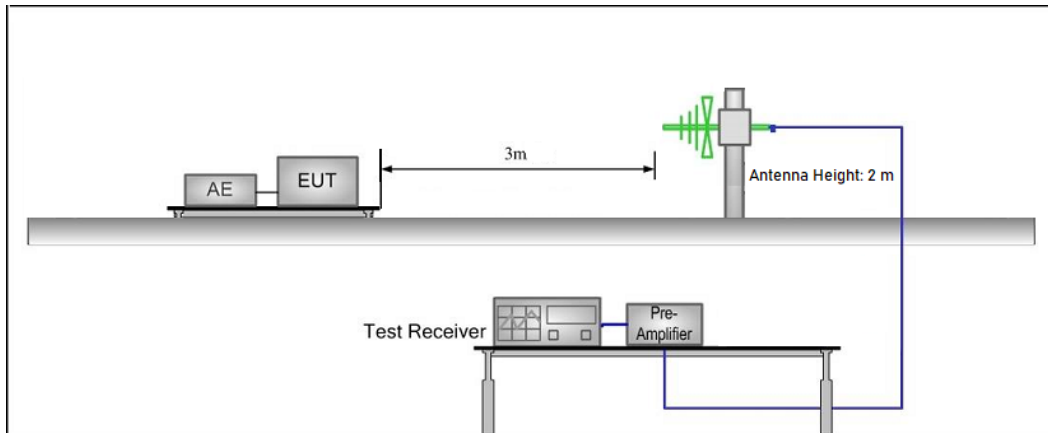 3m
AE
EUT
Antenna Height: 2 m
Test Receiver
Pre-
Amplifier